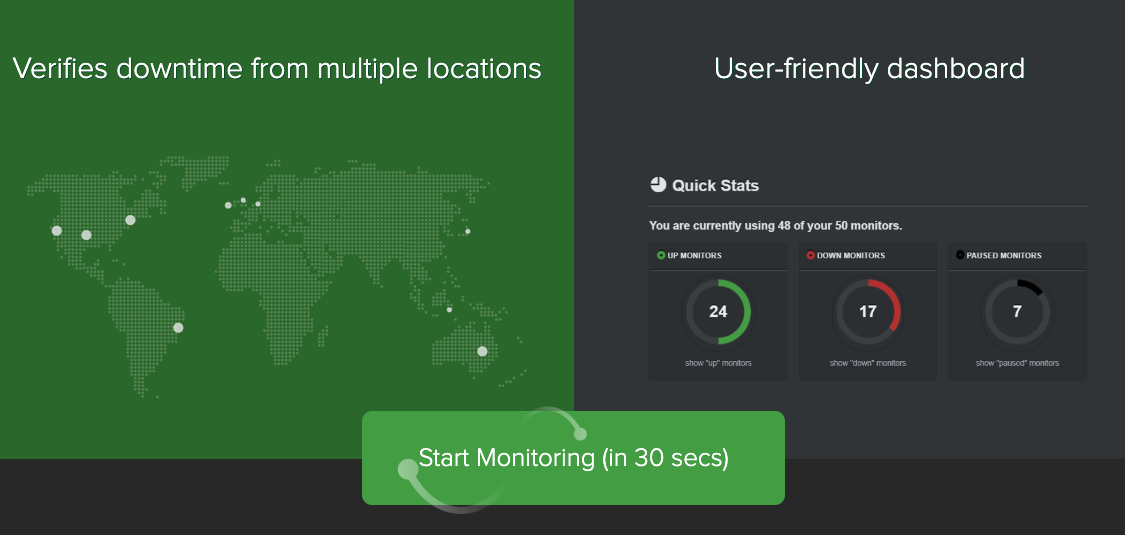 Verifies downtime from multiple locations
User-friendly dashboard
Quick Stats
You are currently using 48 of your 50 monitors.
UP MONITORS
24
show "up" monitors
DOWN MONITORS
17
show "down" monitors
PAUSED MONITORS
7
show "paused" monitors
Start Monitoring (in 30 secs)